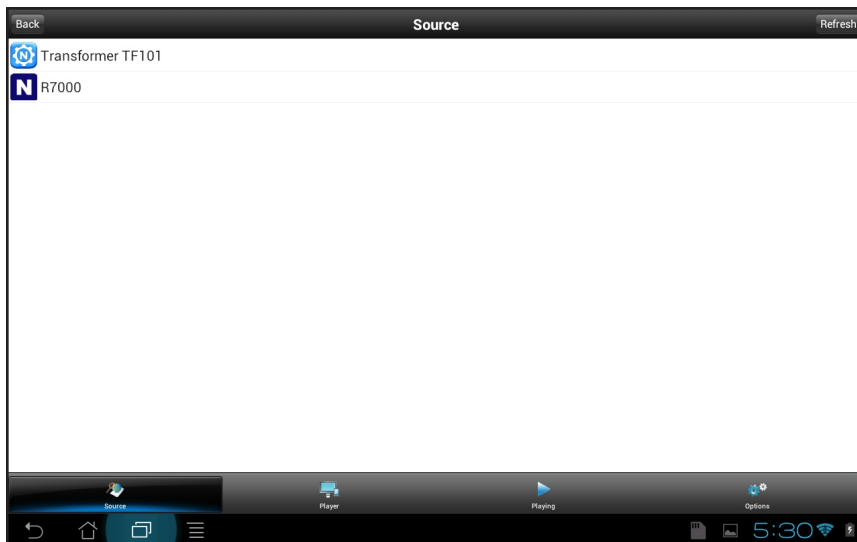 Back Source Refresh
N Transformer TF101
N R7000
Source Player Playing Options
5:30